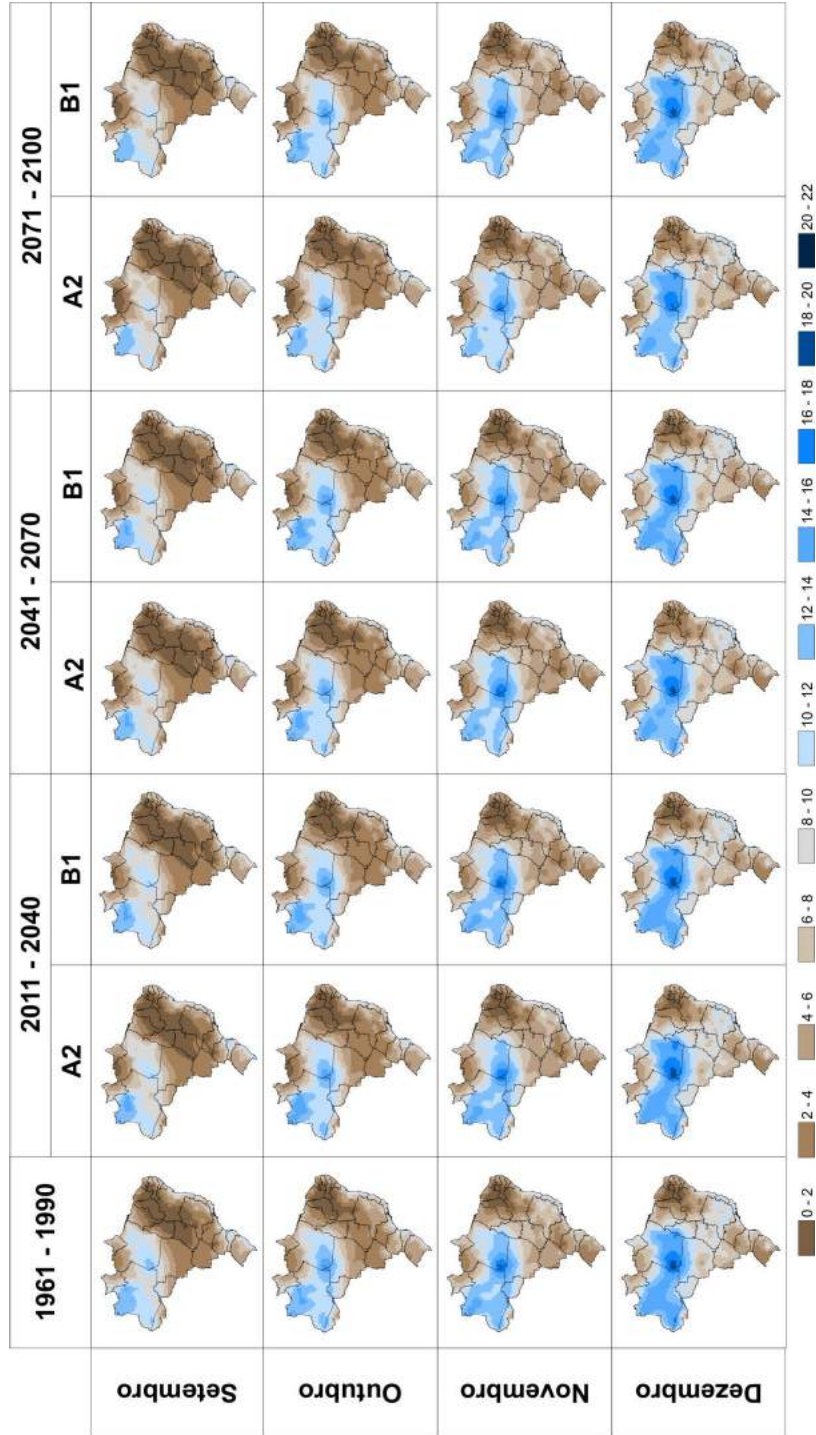 1961 - 1990
2011 - 2040
2041 - 2070
2071 - 2100
A2
B1
A2
B1
A2
B1
Setembro
Outubro
Novembro
Dezembro
0 - 2
2 - 4
4 - 6
6 - 8
8 - 10
10 - 12
12 - 14
14 - 16
16 - 18
18 - 20
20 - 22